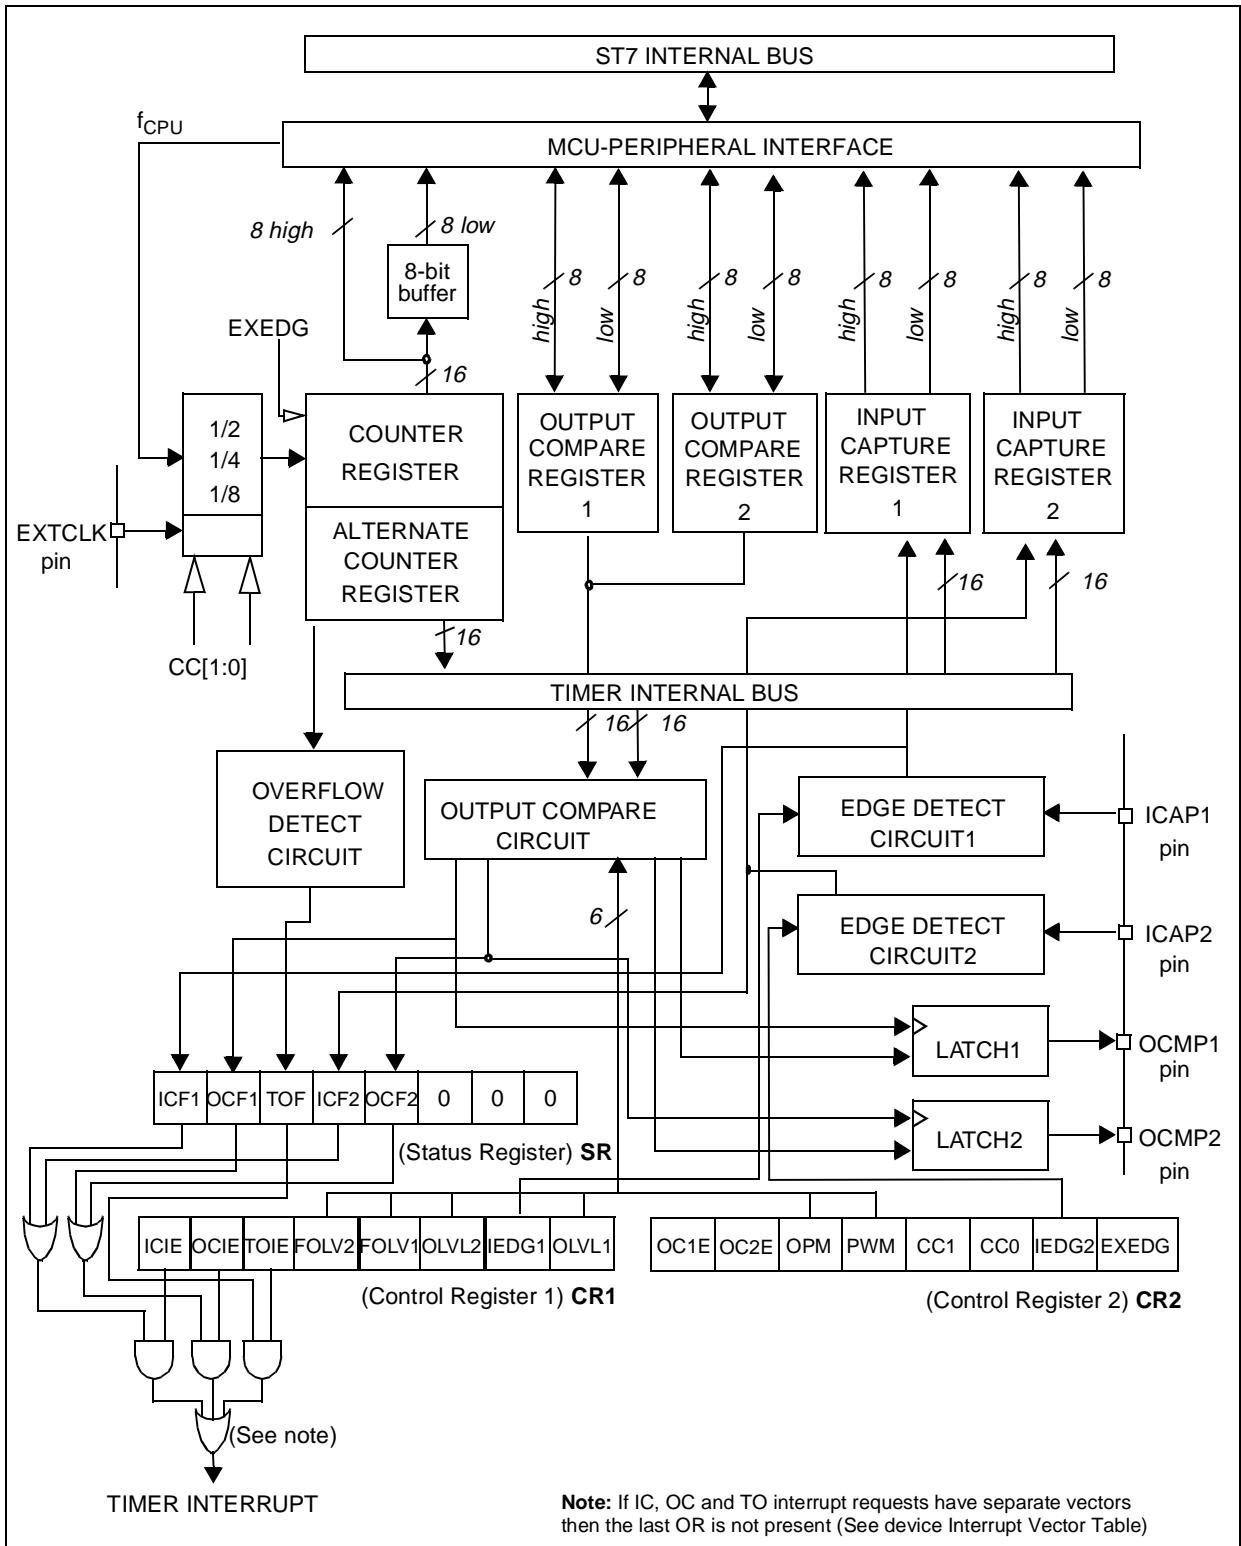 ST7 INTERNAL BUS
fCPU
MCU-PERIPHERAL INTERFACE
8 high
8 low
8-bit
buffer
high
8
low
8
high
8
low
8
high
8
low
8
high
8
low
8
EXEDG
16
1/2
1/4
1/8
COUNTER
REGISTER
ALTERNATE
COUNTER
REGISTER
OUTPUT
COMPARE
REGISTER
1
OUTPUT
COMPARE
REGISTER
2
INPUT
CAPTURE
REGISTER
1
INPUT
CAPTURE
REGISTER
2
EXTCLK
pin
16
16
16
CC[1:0]
TIMER INTERNAL BUS
16
16
OVERFLOW
DETECT
CIRCUIT
OUTPUT COMPARE
CIRCUIT
EDGE DETECT
CIRCUIT1
ICAP1
pin
6
EDGE DETECT
CIRCUIT2
ICAP2
pin
LATCH1
OCMP1
pin
ICF1 OCF1 TOF ICF2 OCF2 0 0 0
(Status Register) SR
LATCH2
OCMP2
pin
ICIE OCIE TOIE FOLV2 FOLV1 OLVL2 IEDG1 OLVL1
(Control Register 1) CR1
OC1E OC2E OPM PWM CC1 CC0 IEDG2 EXEDG
(Control Register 2) CR2
(See note)
TIMER INTERRUPT
Note: If IC, OC and TO interrupt requests have separate vectors
then the last OR is not present (See device Interrupt Vector Table)